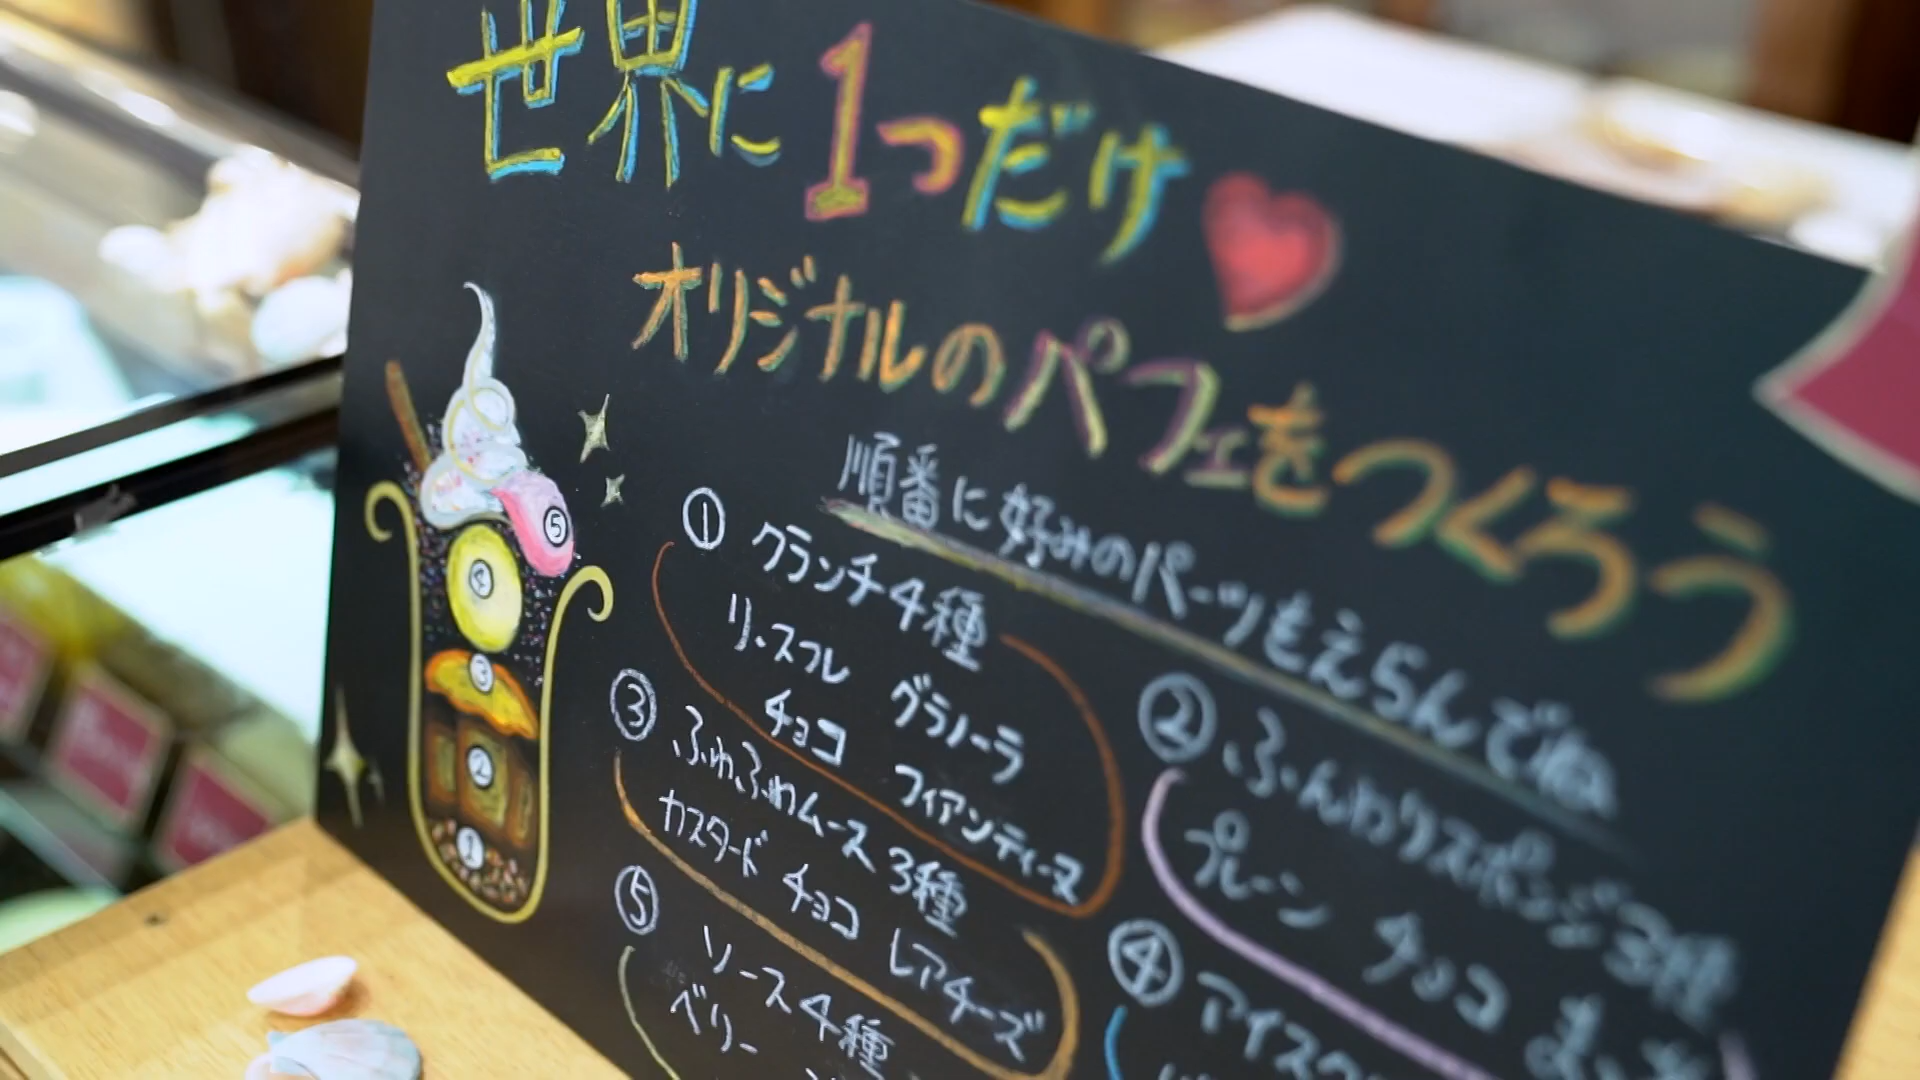 世界に1つだけ
オリジナルのパフェをつくろう
順番に好みのパーツをえらんでね
① クランチ4種
リ・スフレ グラノーラ
チョコ フィアンティーヌ
② ふんわりスポンジ3種
プレーン チョコ
③ ふわふわムース3種
カスタード チョコ レアチーズ
④ アイス
⑤ ソース4種
ベリー
⑤
④
③
②
①